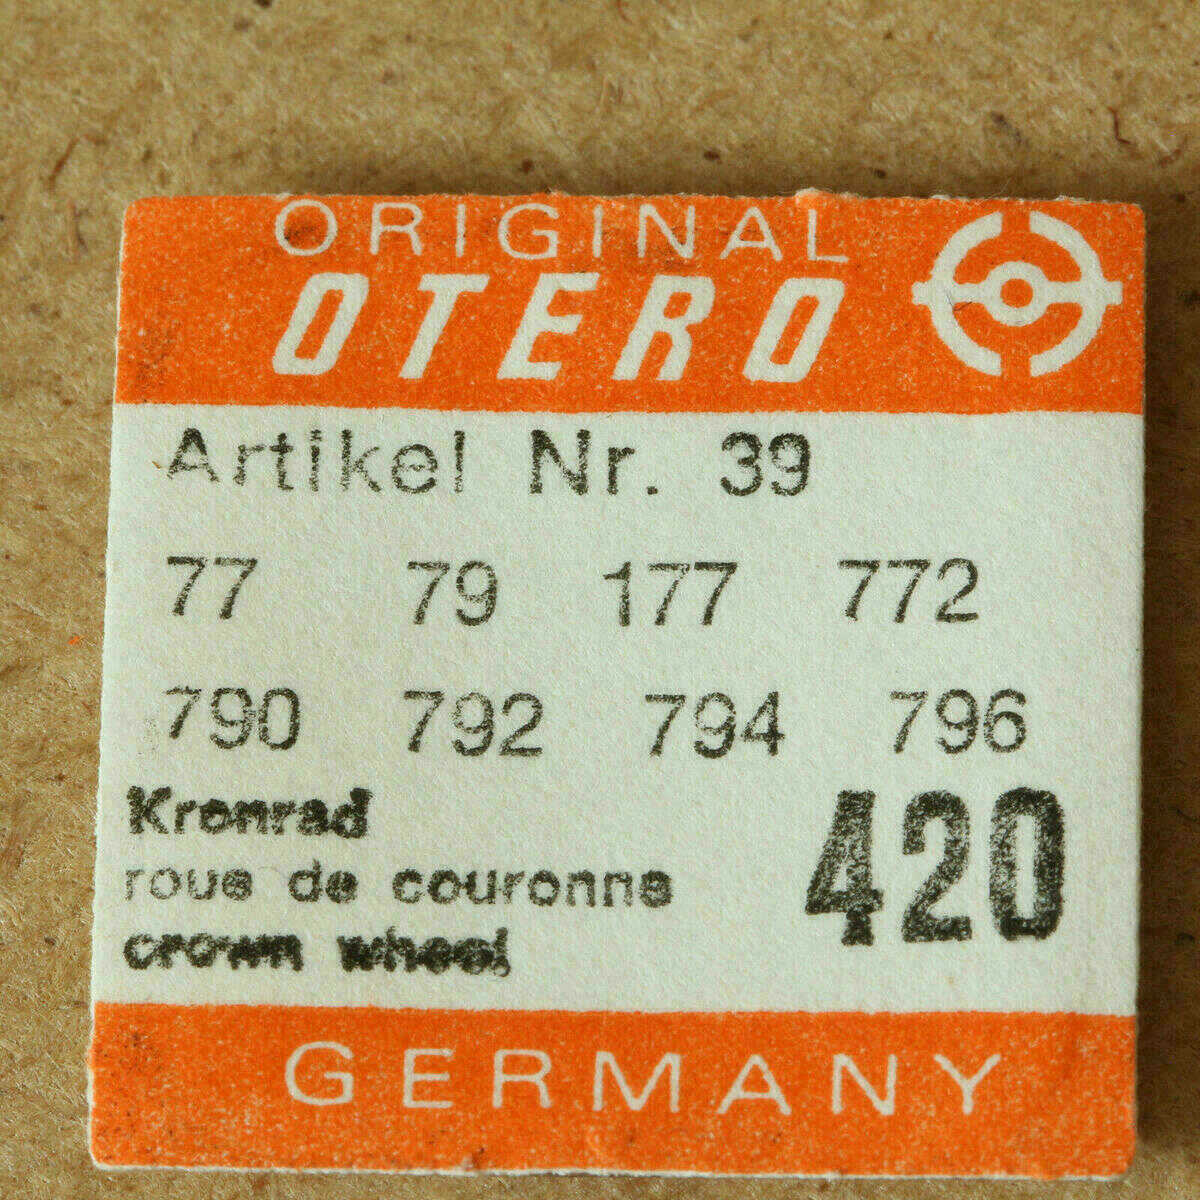 ORIGINAL
OTERO
Artikel Nr. 39
77 79 177 772
790 792 794 796
Kronrad
roue de couronne
crown wheel
420
GERMANY